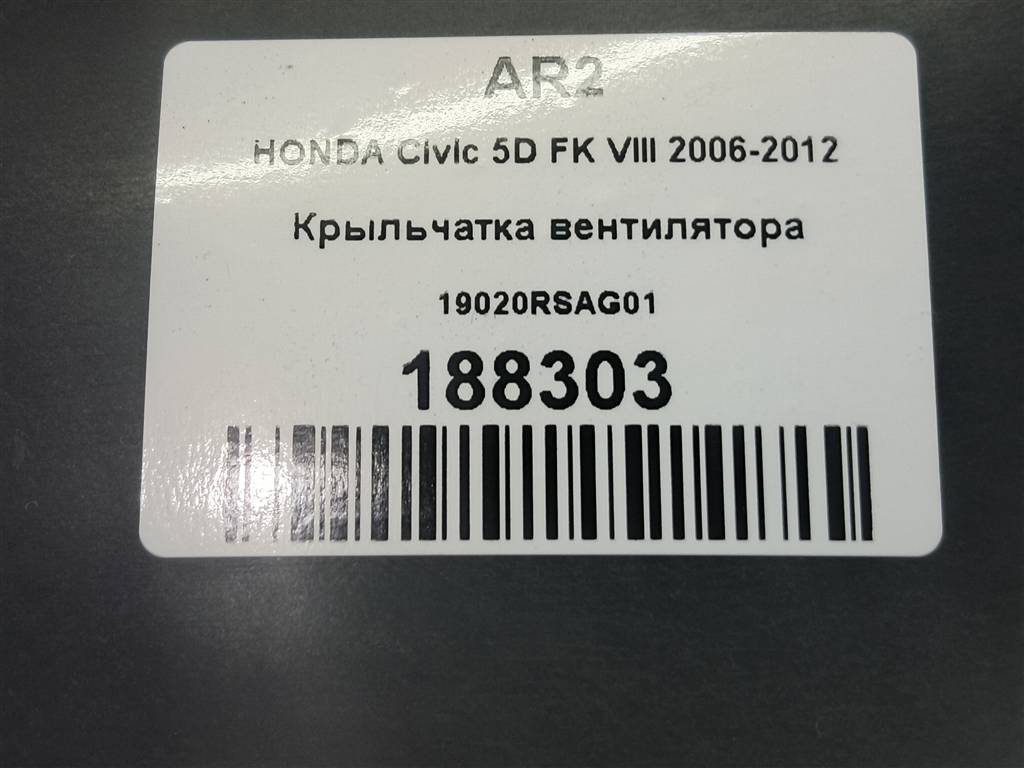 AR2
HONDA Civic 5D FK VIII 2006-2012
Крыльчатка вентилятора
19020RSAG01
188303